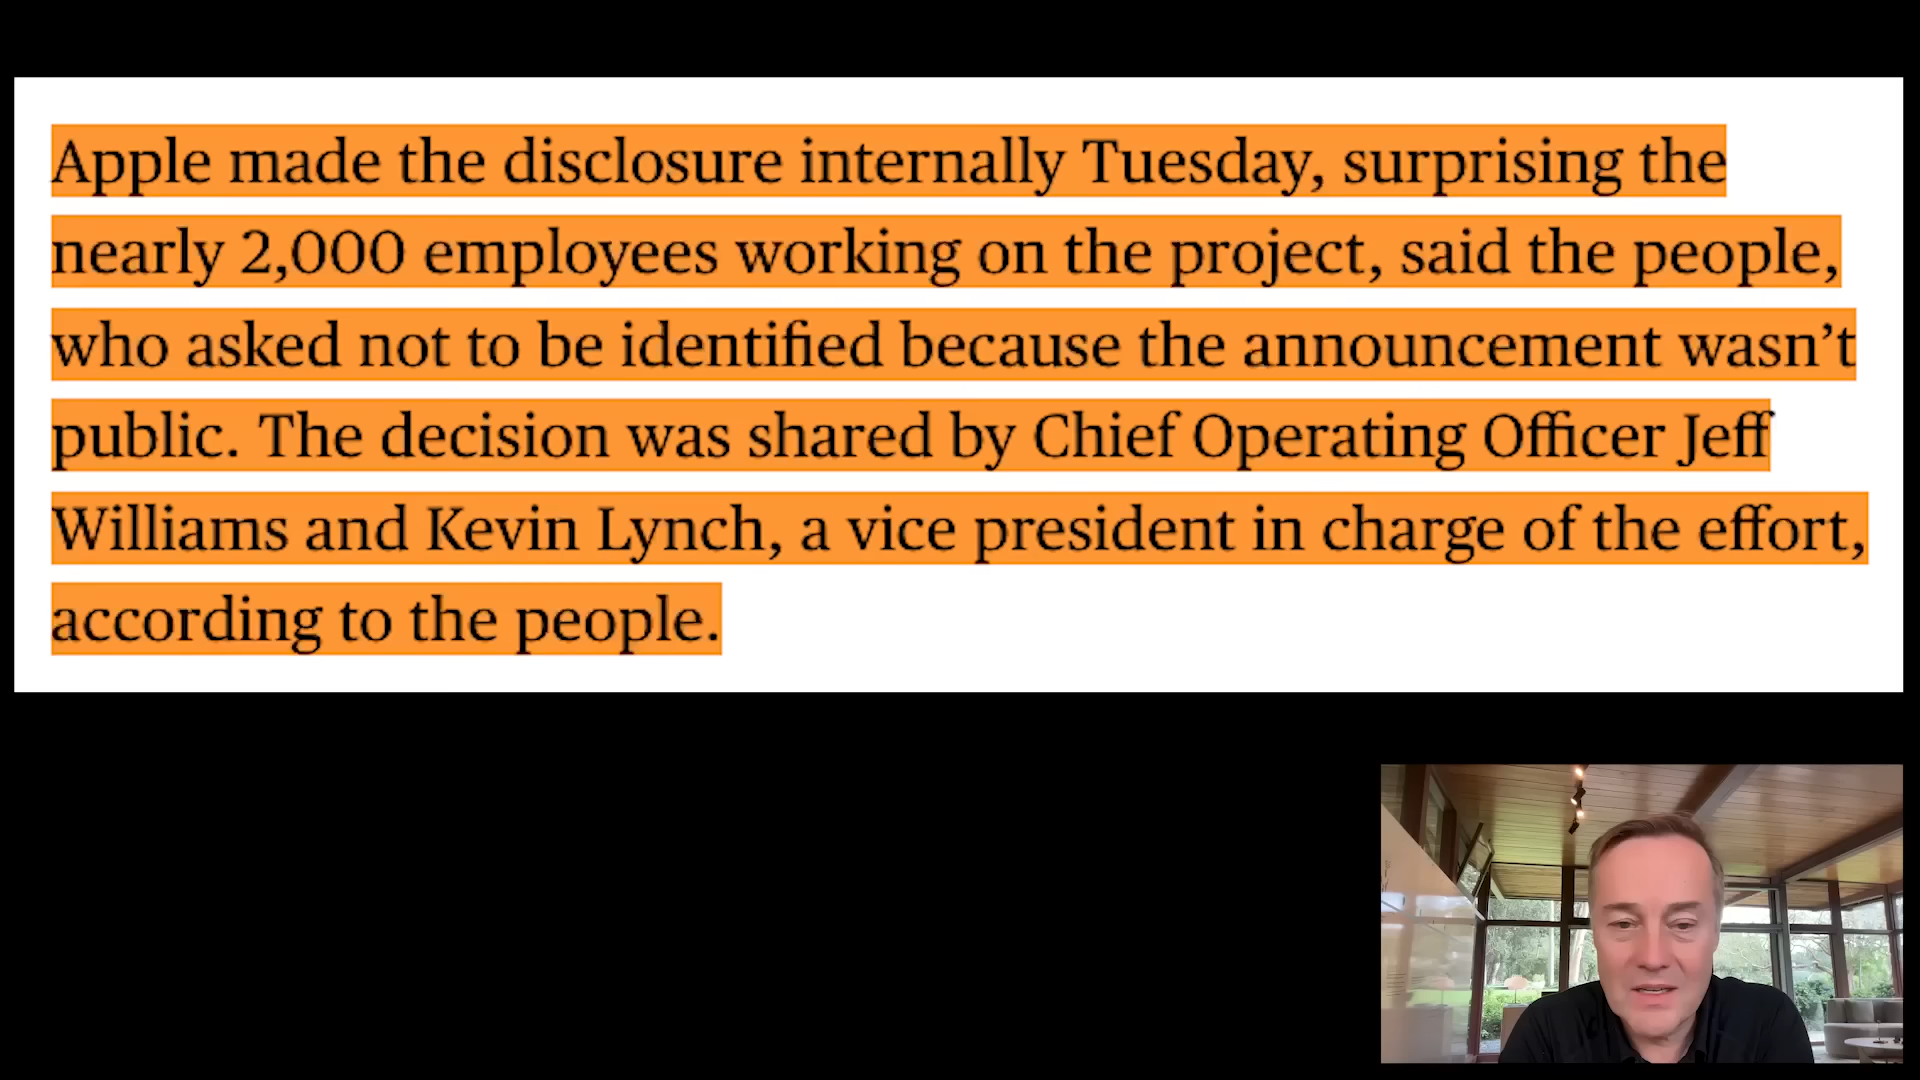 Apple made the disclosure internally Tuesday, surprising the
nearly 2,000 employees working on the project, said the people,
who asked not to be identified because the announcement wasn’t
public. The decision was shared by Chief Operating Officer Jeff
Williams and Kevin Lynch, a vice president in charge of the effort,
according to the people.